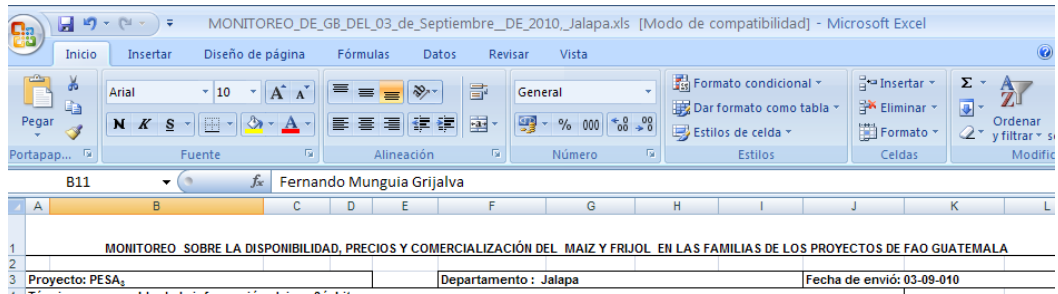 MONITOREO_DE_GB_DEL_03_de_Septiembre__DE_2010,_Jalapa.xls [Modo de compatibilidad] - Microsoft Excel
Inicio Insertar Diseño de página Fórmulas Datos Revisar Vista
Arial 10 A A General Formato condicional Insertar Σ
Pegar Dar formato como tabla Eliminar
N K S A % 000 Estilos de celda Formato Ordenar y filtrar
Portapap... Fuente Alineación Número Estilos Celdas Modific
B11 fx Fernando Munguia Grijalva
A B C D E F G H I J K L
1 MONITOREO SOBRE LA DISPONIBILIDAD, PRECIOS Y COMERCIALIZACIÓN DEL MAIZ Y FRIJOL EN LAS FAMILIAS DE LOS PROYECTOS DE FAO GUATEMALA
2
3 Proyecto: PESA, Departamento : Jalapa Fecha de envió: 03-09-010